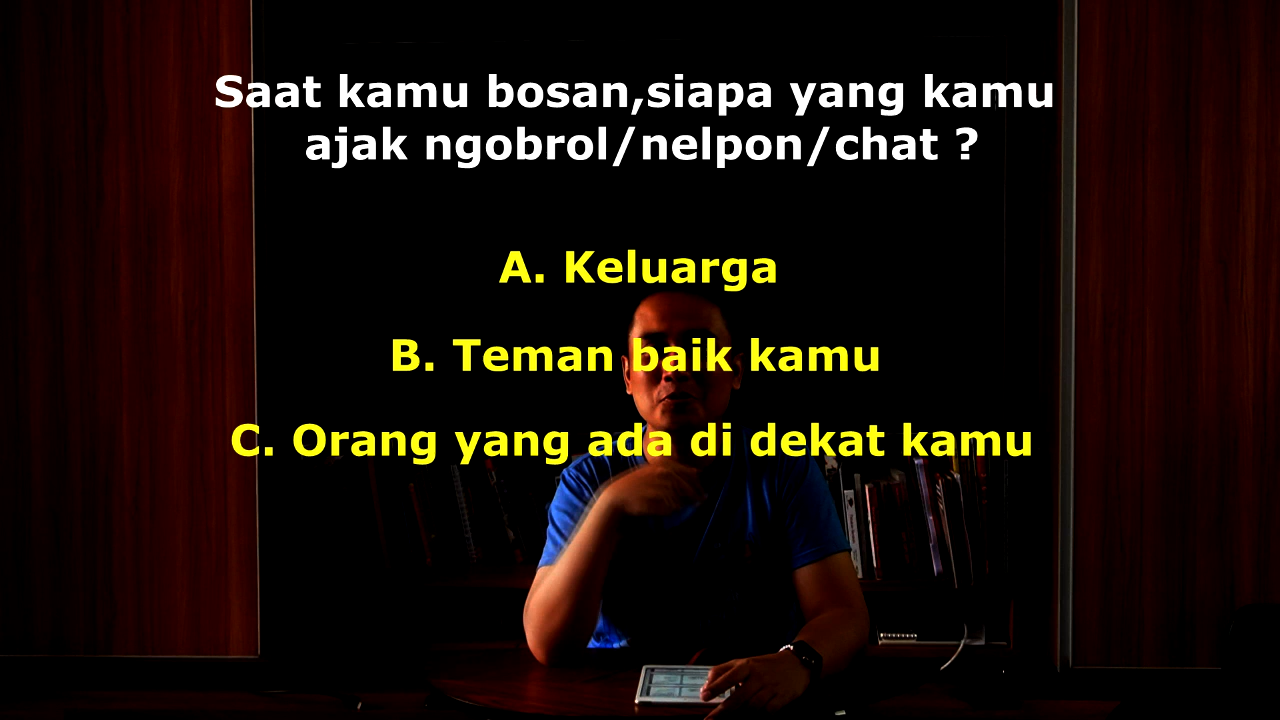 Saat kamu bosan,siapa yang kamu
ajak ngobrol/nelpon/chat ?
A. Keluarga
B. Teman baik kamu
C. Orang yang ada di dekat kamu